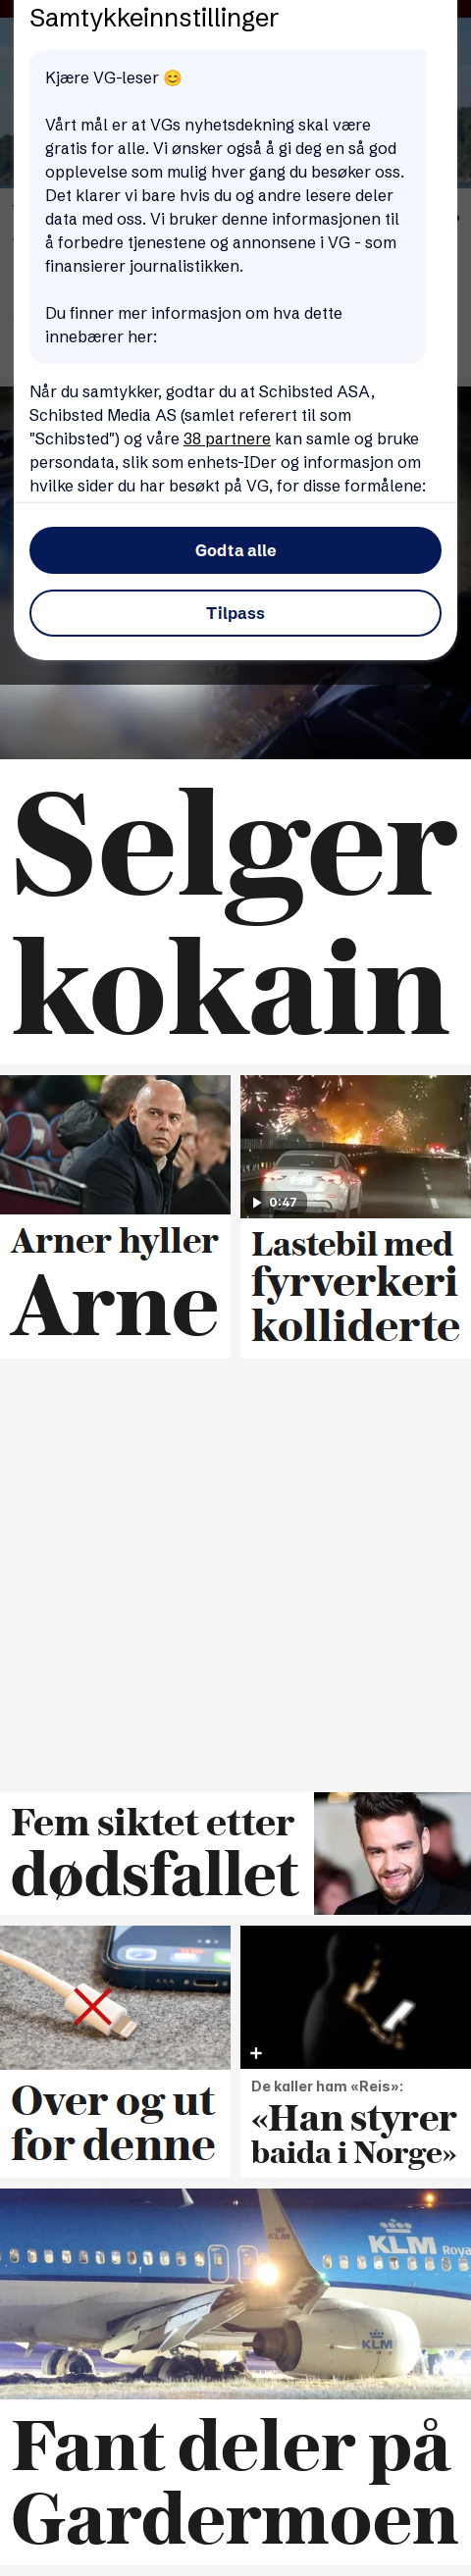 Samtykkeinnstillinger
Kjære VG-leser 😊
Vårt mål er at VGs nyhetsdekning skal være
gratis for alle. Vi ønsker også å gi deg en så god
opplevelse som mulig hver gang du besøker oss.
Det klarer vi bare hvis du og andre lesere deler
data med oss. Vi bruker denne informasjonen til
å forbedre tjenestene og annonsene i VG - som
finansierer journalistikken.
Du finner mer informasjon om hva dette
innebærer her:
Når du samtykker, godtar du at Schibsted ASA,
Schibsted Media AS (samlet referert til som
"Schibsted") og våre 38 partnere kan samle og bruke
persondata, slik som enhets-IDer og informasjon om
hvilke sider du har besøkt på VG, for disse formålene:
Godta alle
Tilpass
Selger
kokain
Arner hyller
Arne
0:47
Lastebil med
fyrverkeri
kolliderte
Fem siktet etter
dødsfallet
Over og ut
for denne
De kaller ham «Reis»:
«Han styrer
baida i Norge»
KLM
KLM Royal
KLM
Fant deler på
Gardermoen